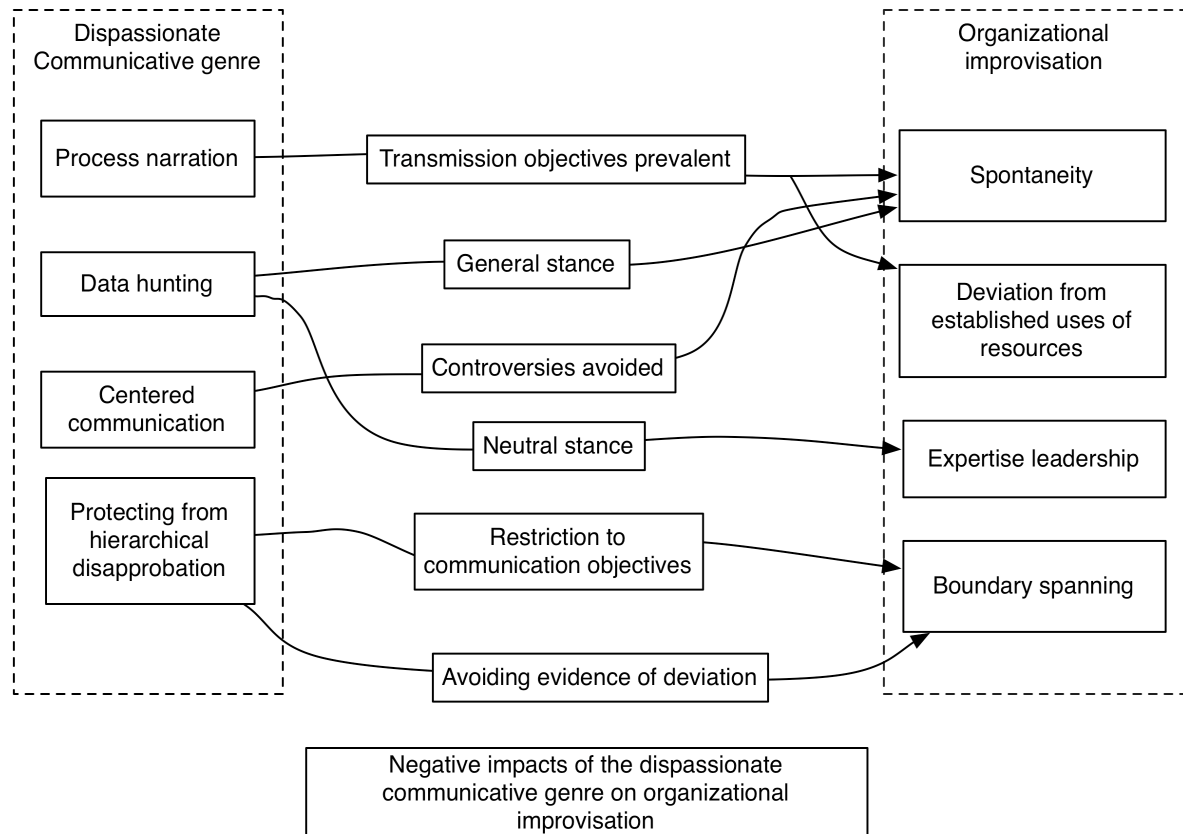 Dispassionate
Communicative genre
Process narration
Data hunting
Centered
communication
Protecting from
hierarchical
disapprobation
Transmission objectives prevalent
General stance
Controversies avoided
Neutral stance
Restriction to
communication objectives
Avoiding evidence of deviation
Organizational
improvisation
Spontaneity
Deviation from
established uses of
resources
Expertise leadership
Boundary spanning
Negative impacts of the dispassionate
communicative genre on organizational
improvisation